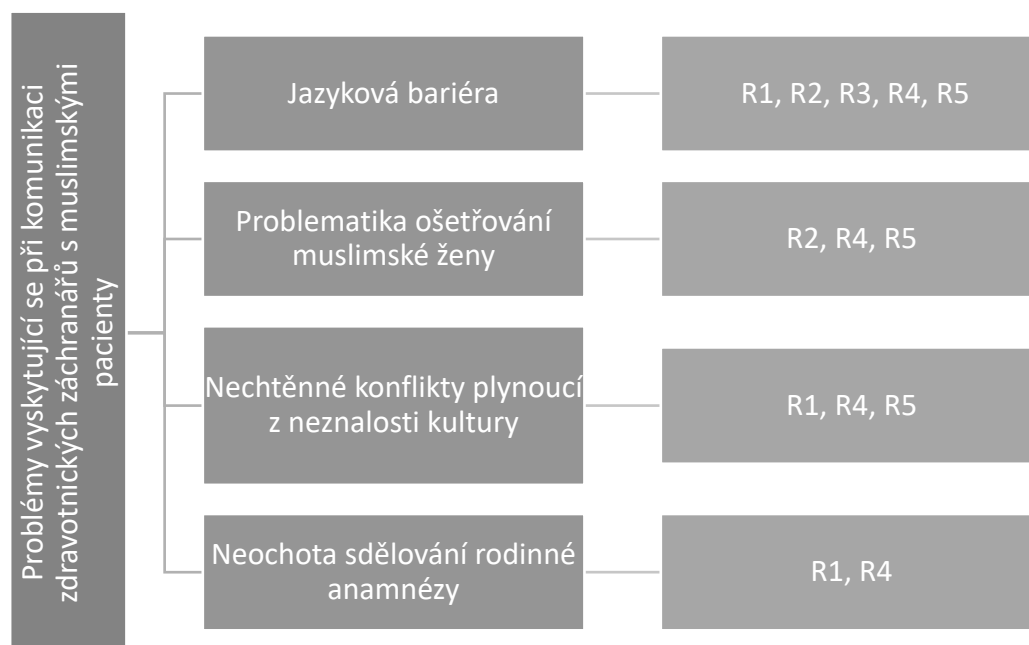 Problémy vyskytující se při komunikaci
zdravotnických záchranářů s muslimskými
pacienty
Jazyková bariéra
R1, R2, R3, R4, R5
Problematika ošetřování
muslimské ženy
R2, R4, R5
Nechtěnné konflikty plynoucí
z neznalosti kultury
R1, R4, R5
Neochota sdělování rodinné
anamnézy
R1, R4